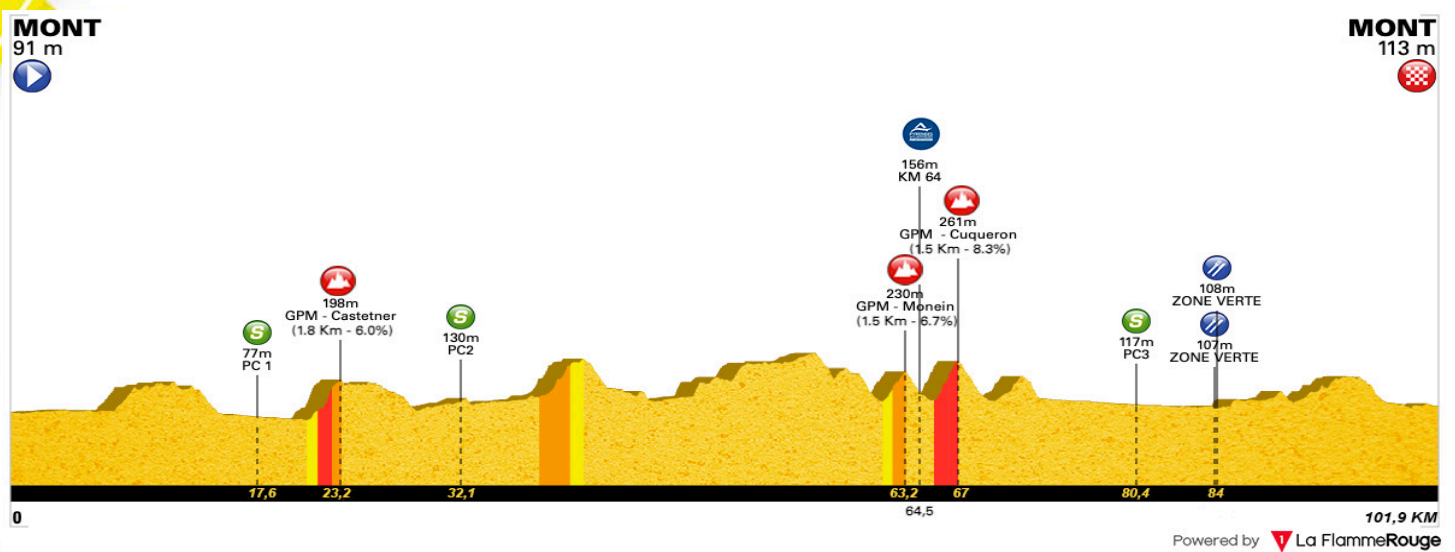 MONT
91 m
MONT
113 m
156m
KM 64
261m
GPM - Cuqueron
(1.5 Km - 8.3%)
198m
GPM - Castetner
(1.8 Km - 6.0%)
230m
GPM - Monein
(1.5 Km - 6.7%)
S
77m
PC 1
S
130m
PC2
S
117m
PC3
108m
ZONE VERTE
107m
ZONE VERTE
17,6 23,2 32,1 63,2 67 80,4 84
64,5
0
101,9 KM
Powered by 1 La FlammeRouge